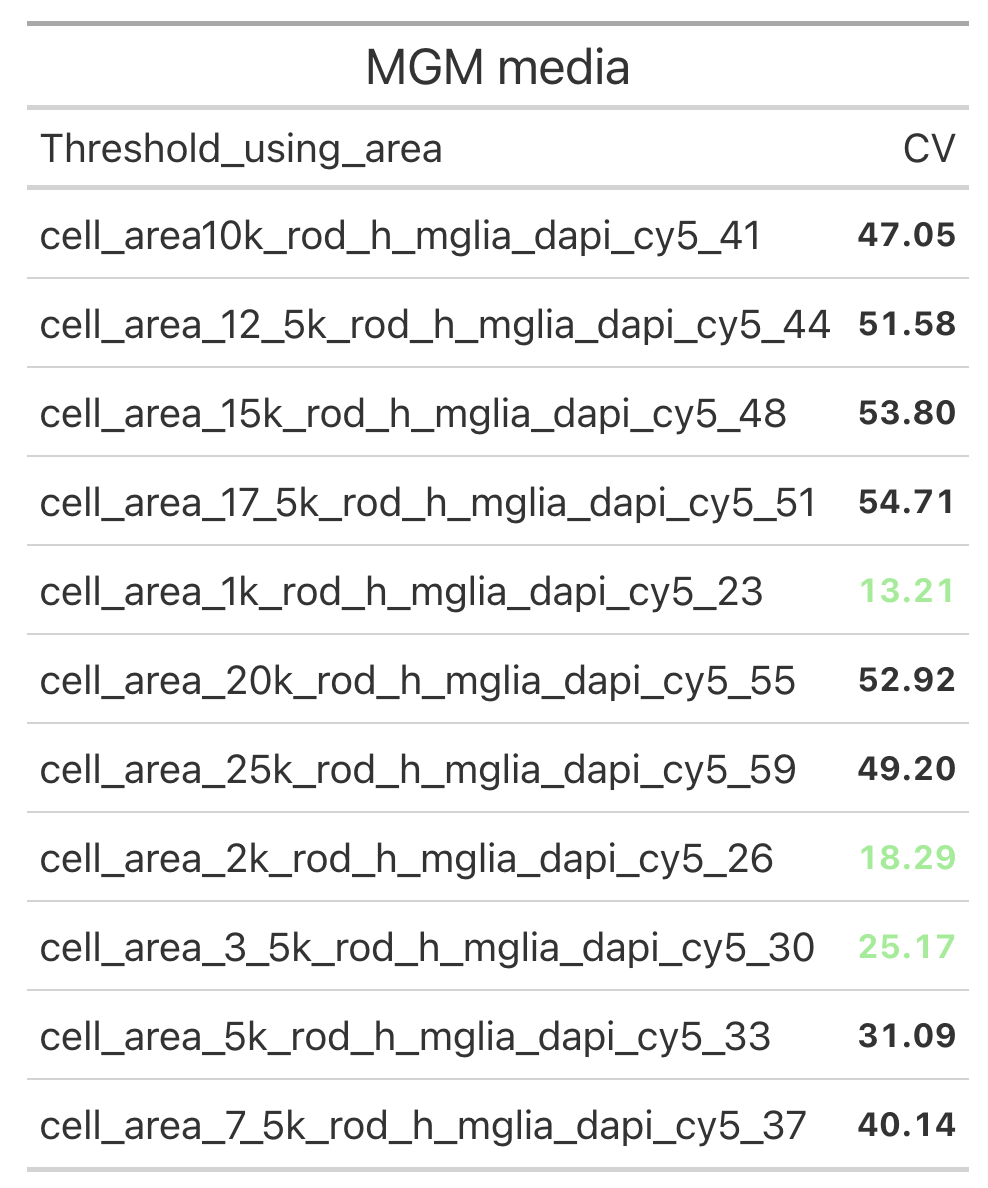 MGM media
Threshold_using_area CV
cell_area10k_rod_h_mglia_dapi_cy5_41 47.05
cell_area_12_5k_rod_h_mglia_dapi_cy5_44 51.58
cell_area_15k_rod_h_mglia_dapi_cy5_48 53.80
cell_area_17_5k_rod_h_mglia_dapi_cy5_51 54.71
cell_area_1k_rod_h_mglia_dapi_cy5_23 13.21
cell_area_20k_rod_h_mglia_dapi_cy5_55 52.92
cell_area_25k_rod_h_mglia_dapi_cy5_59 49.20
cell_area_2k_rod_h_mglia_dapi_cy5_26 18.29
cell_area_3_5k_rod_h_mglia_dapi_cy5_30 25.17
cell_area_5k_rod_h_mglia_dapi_cy5_33 31.09
cell_area_7_5k_rod_h_mglia_dapi_cy5_37 40.14